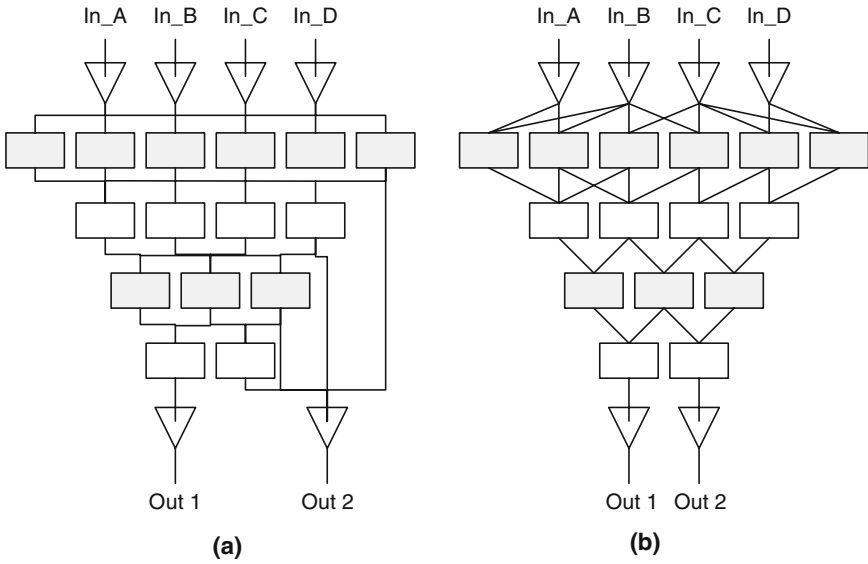 In_A In_B In_C In_D In_A In_B In_C In_D
Out 1 Out 2 Out 1 Out 2
(a) (b)